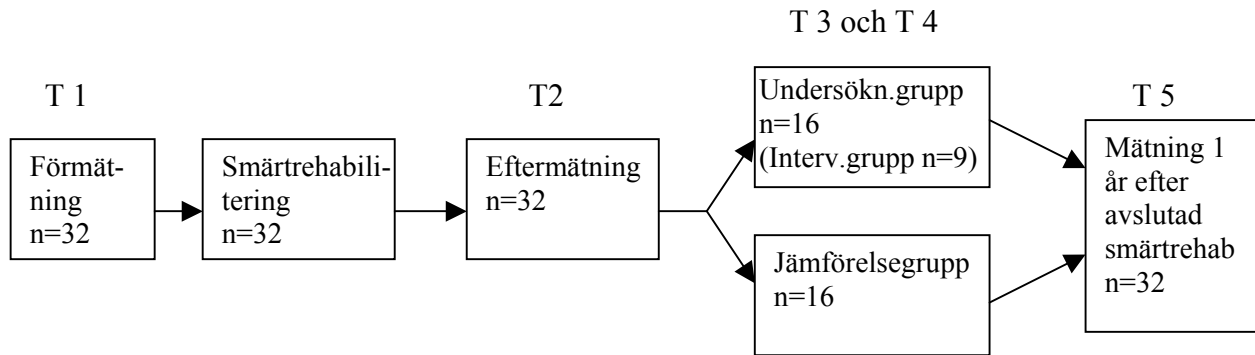 T 1
Förmät-
ning
n=32
Smärtrehabili-
tering
n=32
T2
Eftermätning
n=32
T 3 och T 4
Undersökn.grupp
n=16
(Interv.grupp n=9)
Jämförelsegrupp
n=16
T 5
Mätning 1
år efter
avslutad
smärtrehab
n=32